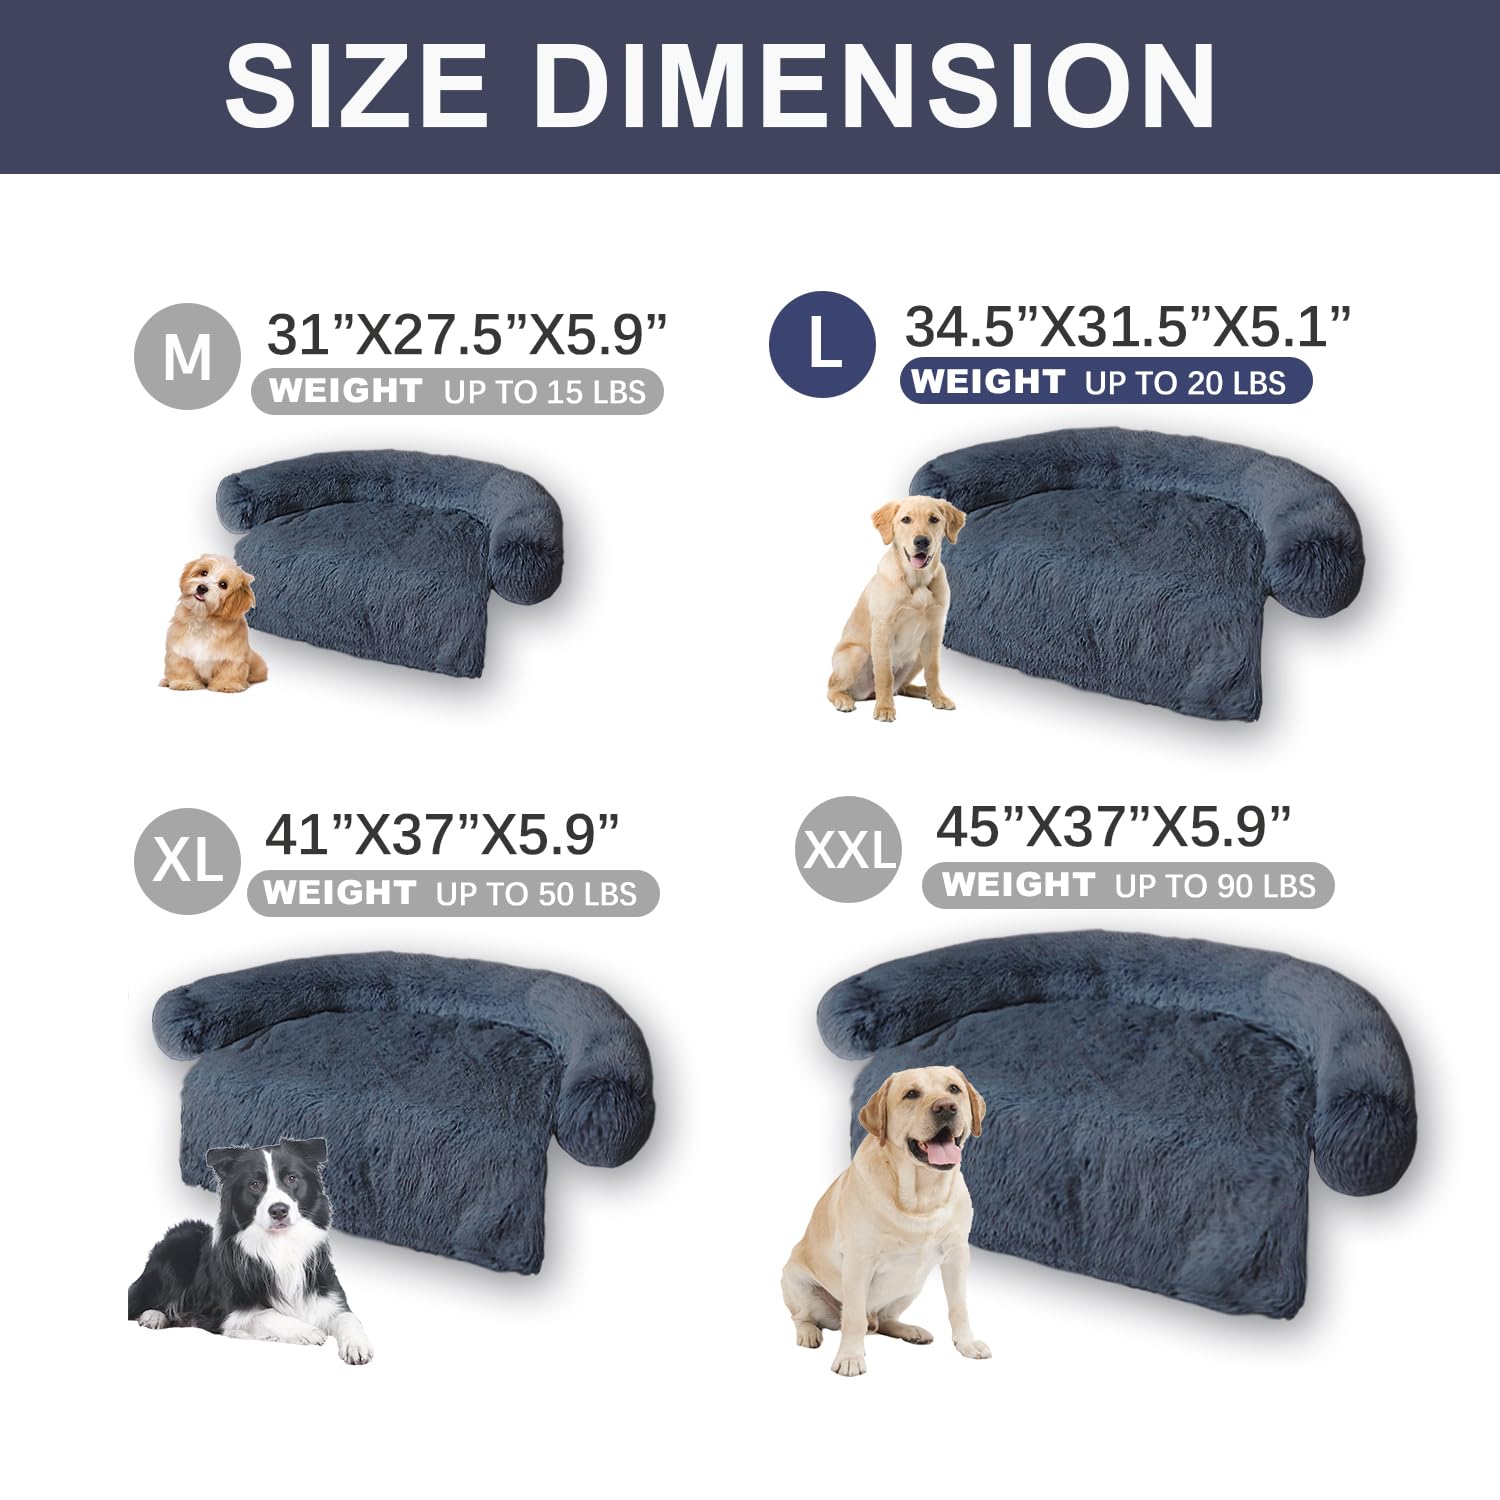 SIZE DIMENSION
M
31”X27.5”X5.9”
WEIGHT UP TO 15 LBS
L
34.5”X31.5”X5.1”
WEIGHT UP TO 20 LBS
XL
41”X37”X5.9”
WEIGHT UP TO 50 LBS
XXL
45”X37”X5.9”
WEIGHT UP TO 90 LBS